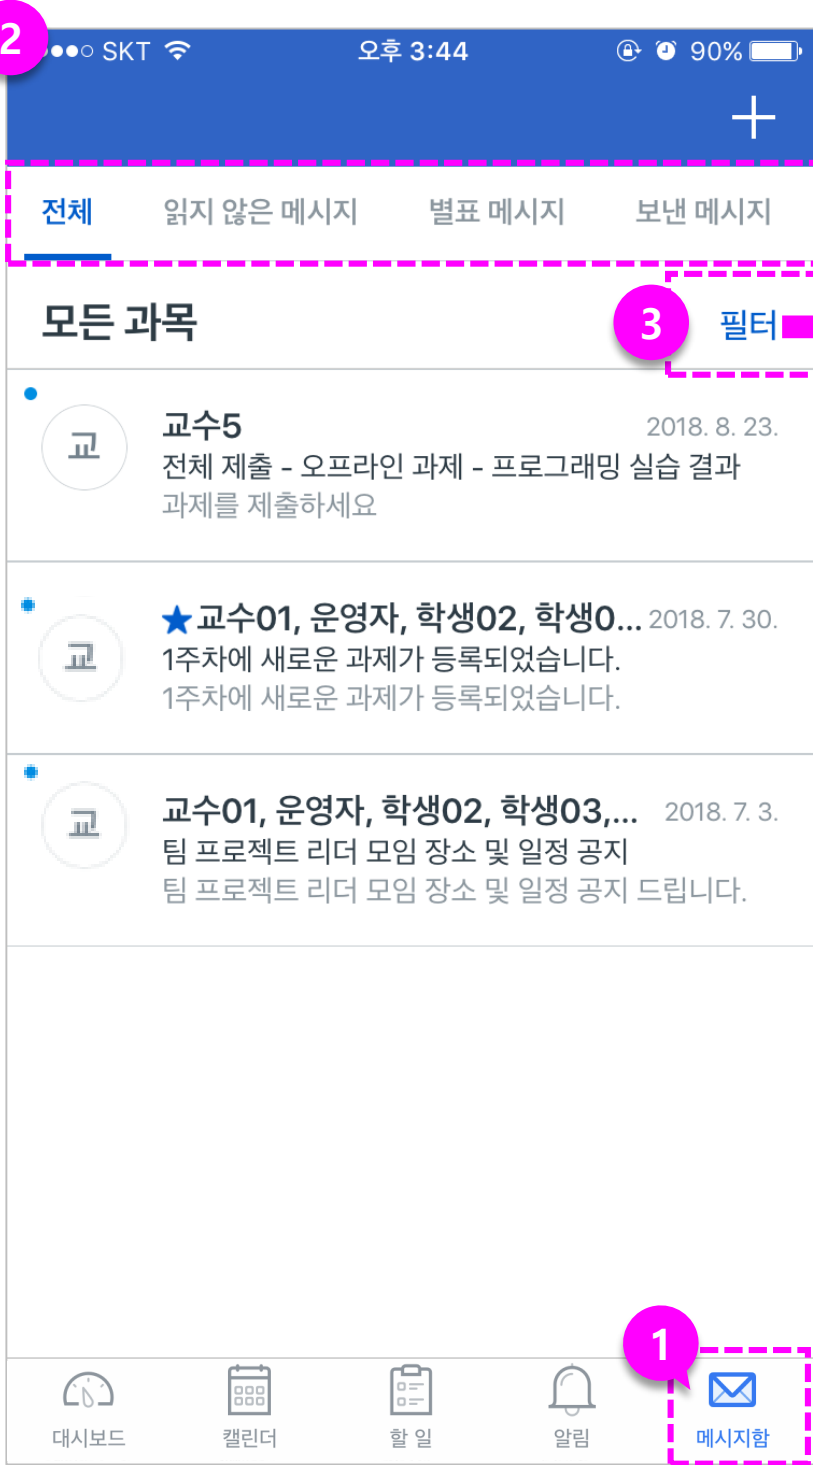 2
SKT 오후 3:44 90%
전체 읽지 않은 메시지 별표 메시지 보낸 메시지
모든 과목 3 필터
교 교수5 2018. 8. 23.
전체 제출 - 오프라인 과제 - 프로그래밍 실습 결과
과제를 제출하세요
교 ★교수01, 운영자, 학생02, 학생0... 2018. 7. 30.
1주차에 새로운 과제가 등록되었습니다.
1주차에 새로운 과제가 등록되었습니다.
교 교수01, 운영자, 학생02, 학생03,... 2018. 7. 3.
팀 프로젝트 리더 모임 장소 및 일정 공지
팀 프로젝트 리더 모임 장소 및 일정 공지 드립니다.
1
대시보드 캘린더 할 일 알림 메시지함